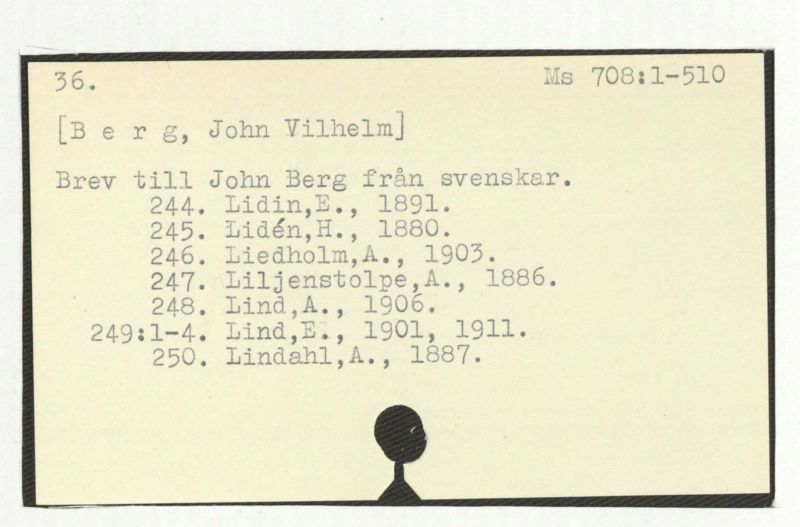 36. Ms 708:1-510
[B e r g, John Vilhelm]
Brev till John Berg från svenskar.
244. Lidin,E., 1891.
245. Lidén,H., 1880.
246. Liedholm,A., 1903.
247. Liljenstolpe,A., 1886.
248. Lind,A., 1906.
249:1-4. Lind,E., 1901, 1911.
250. Lindahl,A., 1887.